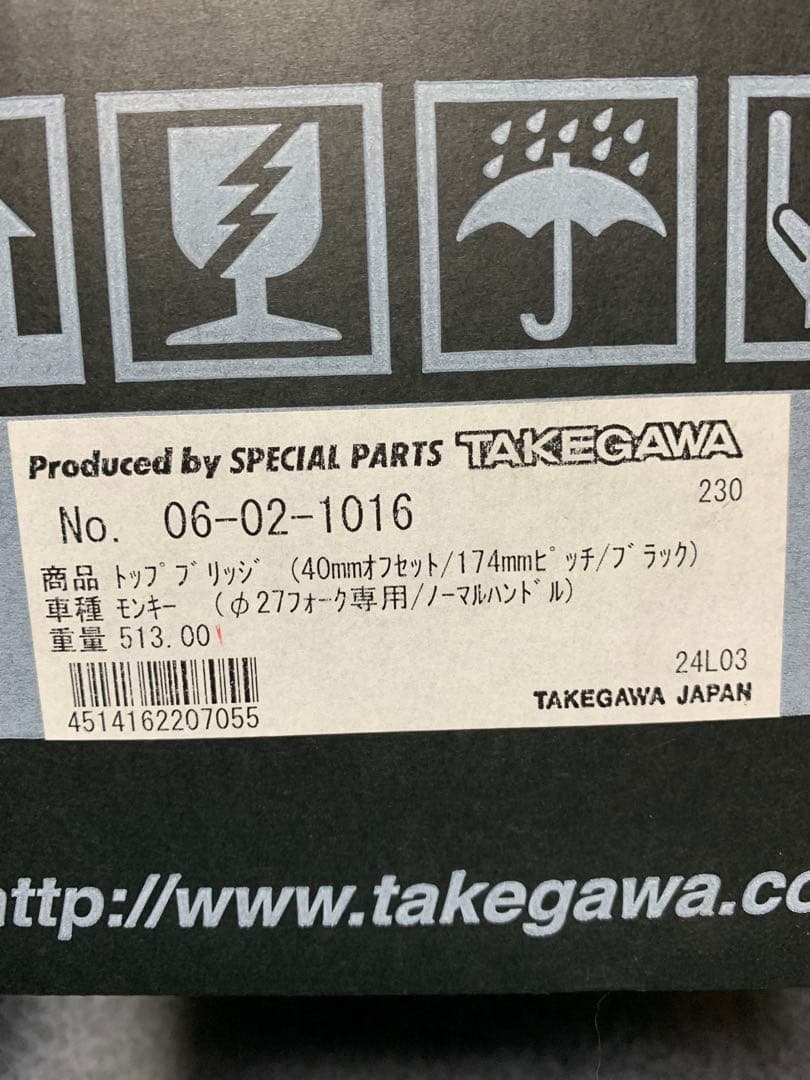 Produced by SPECIAL PARTS TAKEGAWA
230
No. 06-02-1016
商品 ﾄｯﾌﾟﾌﾞﾘｯｼﾞ (40mmｵﾌｾｯﾄ/174mmﾋﾟｯﾁ/ﾌﾞﾗｯｸ)
車種 ﾓﾝｷｰ (φ27ﾌｫｰｸ専用/ﾉｰﾏﾙﾊﾝﾄﾞﾙ)
重量 513.00
24L03
4514162207055
TAKEGAWA JAPAN
ttp://www.takegawa.co